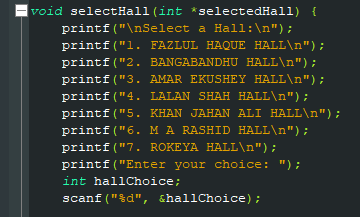 void selectHall(int *selectedHall) {
printf("\nSelect a Hall:\n");
printf("1. FAZLUL HAQUE HALL\n");
printf("2. BANGABANDHU HALL\n");
printf("3. AMAR EKUSHEY HALL\n");
printf("4. LALAN SHAH HALL\n");
printf("5. KHAN JAHAN ALI HALL\n");
printf("6. M A RASHID HALL\n");
printf("7. ROKEYA HALL\n");
printf("Enter your choice: ");
int hallChoice;
scanf("%d", &hallChoice);